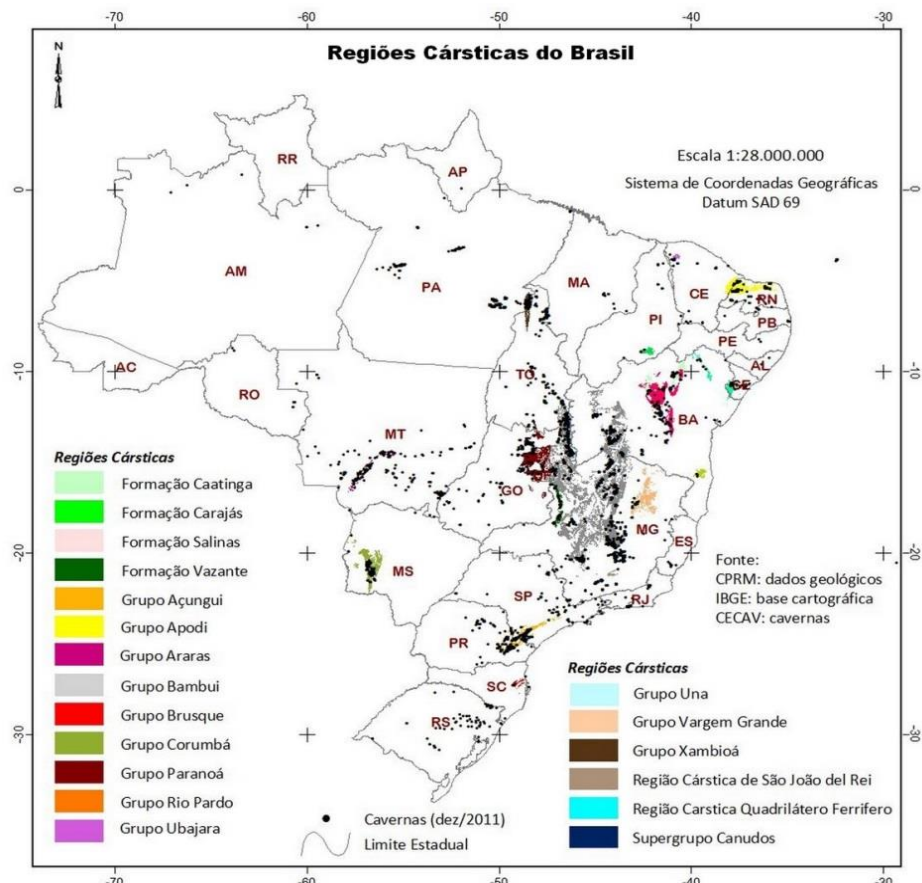 -70
-60
-50
-40
-30
Regiões Cársticas do Brasil
N
Escala 1:28.000.000
Sistema de Coordenadas Geográficas
Datum SAD 69
RR
AP
0
0
AM
PA
MA
CE
RN
PB
PI
PE
AL
SE
AC
-10
-10
RO
TO
BA
MT
GO
DF
MG
ES
MS
SP
RJ
PR
SC
RS
-20
-20
-30
-30
Regiões Cársticas
Formação Caatinga
Formação Carajás
Formação Salinas
Formação Vazante
Grupo Açungui
Grupo Apodi
Grupo Araras
Grupo Bambui
Grupo Brusque
Grupo Corumbá
Grupo Paranoá
Grupo Rio Pardo
Grupo Ubajara
Fonte:
CPRM: dados geológicos
IBGE: base cartográfica
CECAV: cavernas
Regiões Cársticas
Grupo Una
Grupo Vargem Grande
Grupo Xambioá
Região Cárstica de São João del Rei
Região Carstica Quadrilátero Ferrifero
Supergrupo Canudos
Cavernas (dez/2011)
Limite Estadual
-70
-60
-50
-40
-30